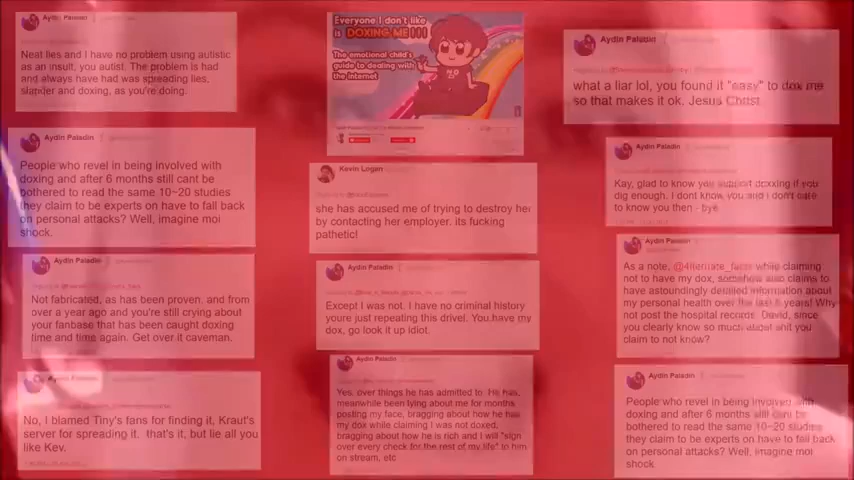 Aydin Paladin
Neat lies and I have no problem using autistic
as an insult, you autist. The problem is had
and always have had was spreading lies,
slander and doxing, as you're doing.
Aydin Paladin
People who revel in being involved with
doxing and after 6 months still cant be
bothered to read the same 10~20 studies
they claim to be experts on have to fall back
on personal attacks? Well, imagine moi
shock.
Aydin Paladin
Not fabricated, as has been proven, and from
over a year ago and you're still crying about
your fanbase that has been caught doxing
time and time again. Get over it caveman.
Aydin Paladin
No, I blamed Tiny's fans for finding it, Kraut's
server for spreading it. that's it, but lie all you
like Kev.
Everyone I don't like
is DOXING ME!!!
The emotional child's
guide to dealing with
the internet
Kevin Logan
she has accused me of trying to destroy her
by contacting her employer. its fucking
pathetic!
Aydin Paladin
Except I was not. I have no criminal history
youre just repeating this drivel. You have my
dox, go look it up idiot.
Aydin Paladin
Yes, over things he has admitted to. He has,
meanwhile been lying about me for months
posting my face, bragging about how he has
my dox while claiming I was not doxed,
bragging about how he is rich and I will "sign
over every check for the rest of my life" to him
on stream, etc
Aydin Paladin
what a liar lol, you found it "easy" to dox me
so that makes it ok. Jesus Christ.
Aydin Paladin
Kay, glad to know you support doxxing if you
dig enough. I dont know you and i don't care
to know you then - bye
Aydin Paladin
As a note, while claiming
not to have my dox, somehow also claims to
have astoundingly detailed information about
my personal health over the last years! Why
not post the hospital records, David, since
you clearly know so much about and you
claim to not know?
Aydin Paladin
People who revel in being involved with
doxing and after 6 months still cant be
bothered to read the same 10~20 studies
they claim to be experts on have to fall back
on personal attacks? Well, imagine moi
shock